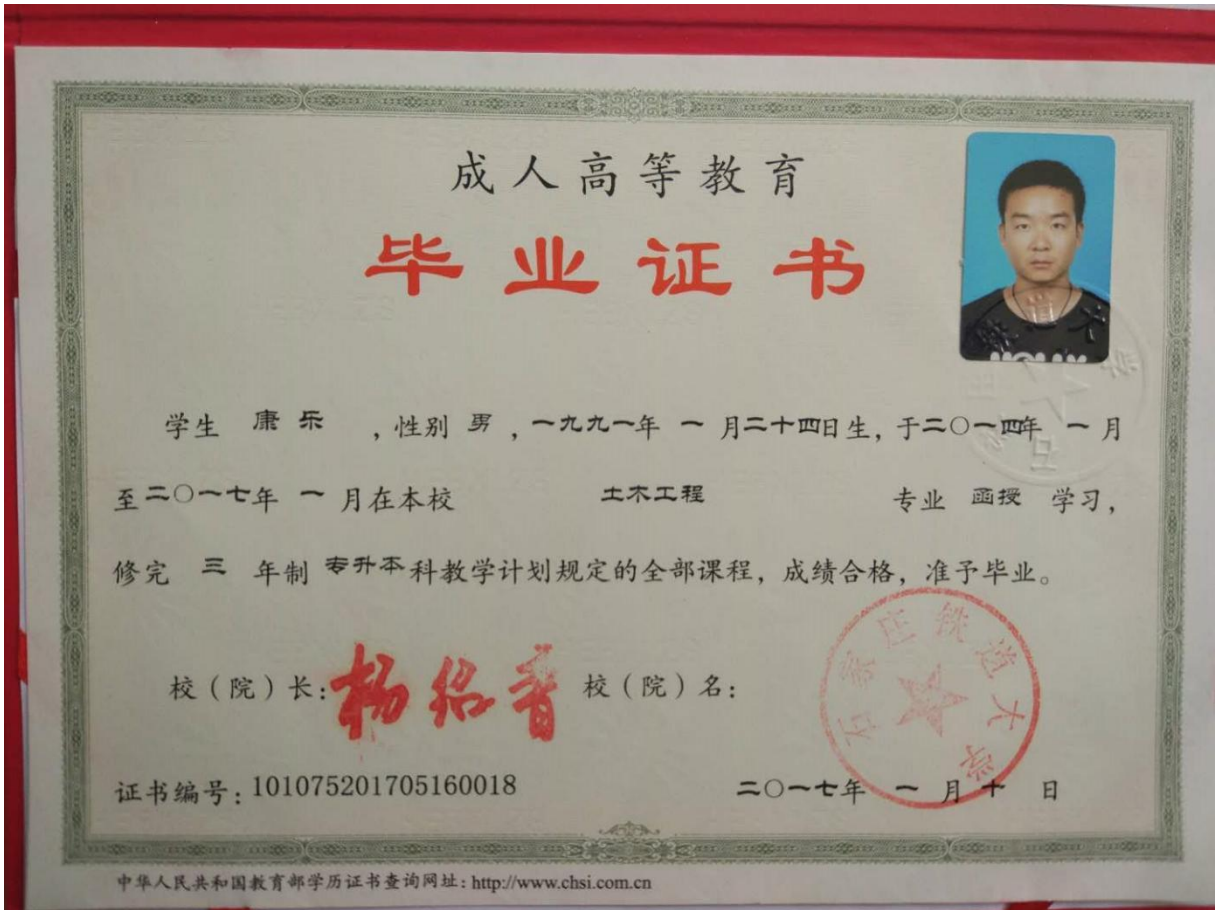 成人高等教育
毕业证书
学生 康乐 ，性别 男 ，一九九一年 一 月二十四日生，于二〇一四年 一 月
至二〇一七年 一 月在本校 土木工程 专业 函授 学习，
修完 三 年制 专升本科教学计划规定的全部课程，成绩合格，准予毕业。
校（院）长：杨绍普 校（院）名：
石家庄铁道大学
证书编号：101075201705160018 二〇一七年 一 月 十 日
中华人民共和国教育部学历证书查询网址：http://www.chsi.com.cn